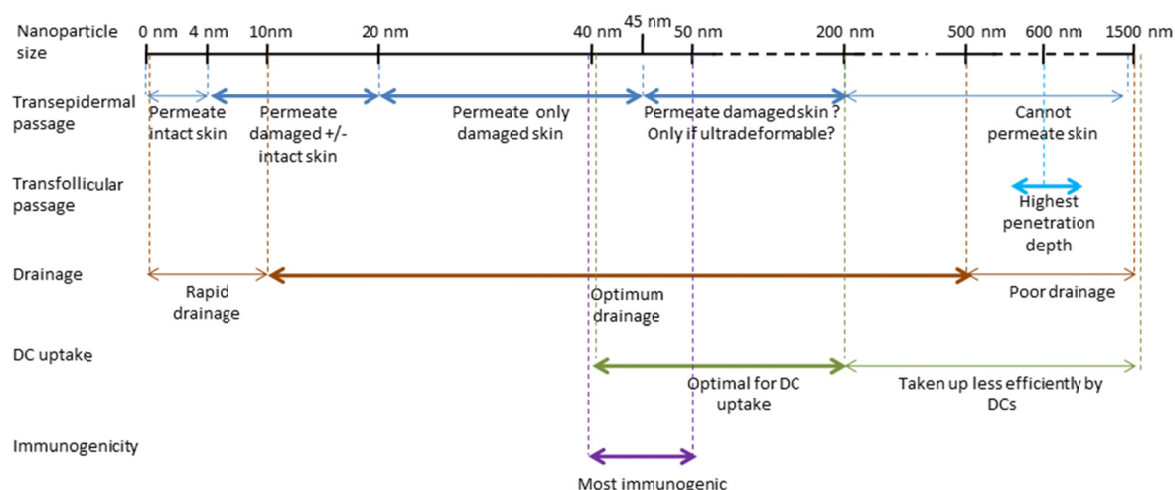 Nanoparticle size
0 nm 4 nm 10nm 20 nm 40 nm 45 nm 50nm 200 nm 500 nm 600 nm 1500 nm
Transepidermal passage
Permeate intact skin
Permeate damaged +/- intact skin
Permeate only damaged skin
Permeate damaged skin ?
Only if ultradeformable?
Cannot permeate skin
Transfollicular passage
Highest penetration depth
Drainage
Rapid drainage
Optimum drainage
Poor drainage
DC uptake
Optimal for DC uptake
Taken up less efficiently by DCs
Immunogenicity
Most immunogenic